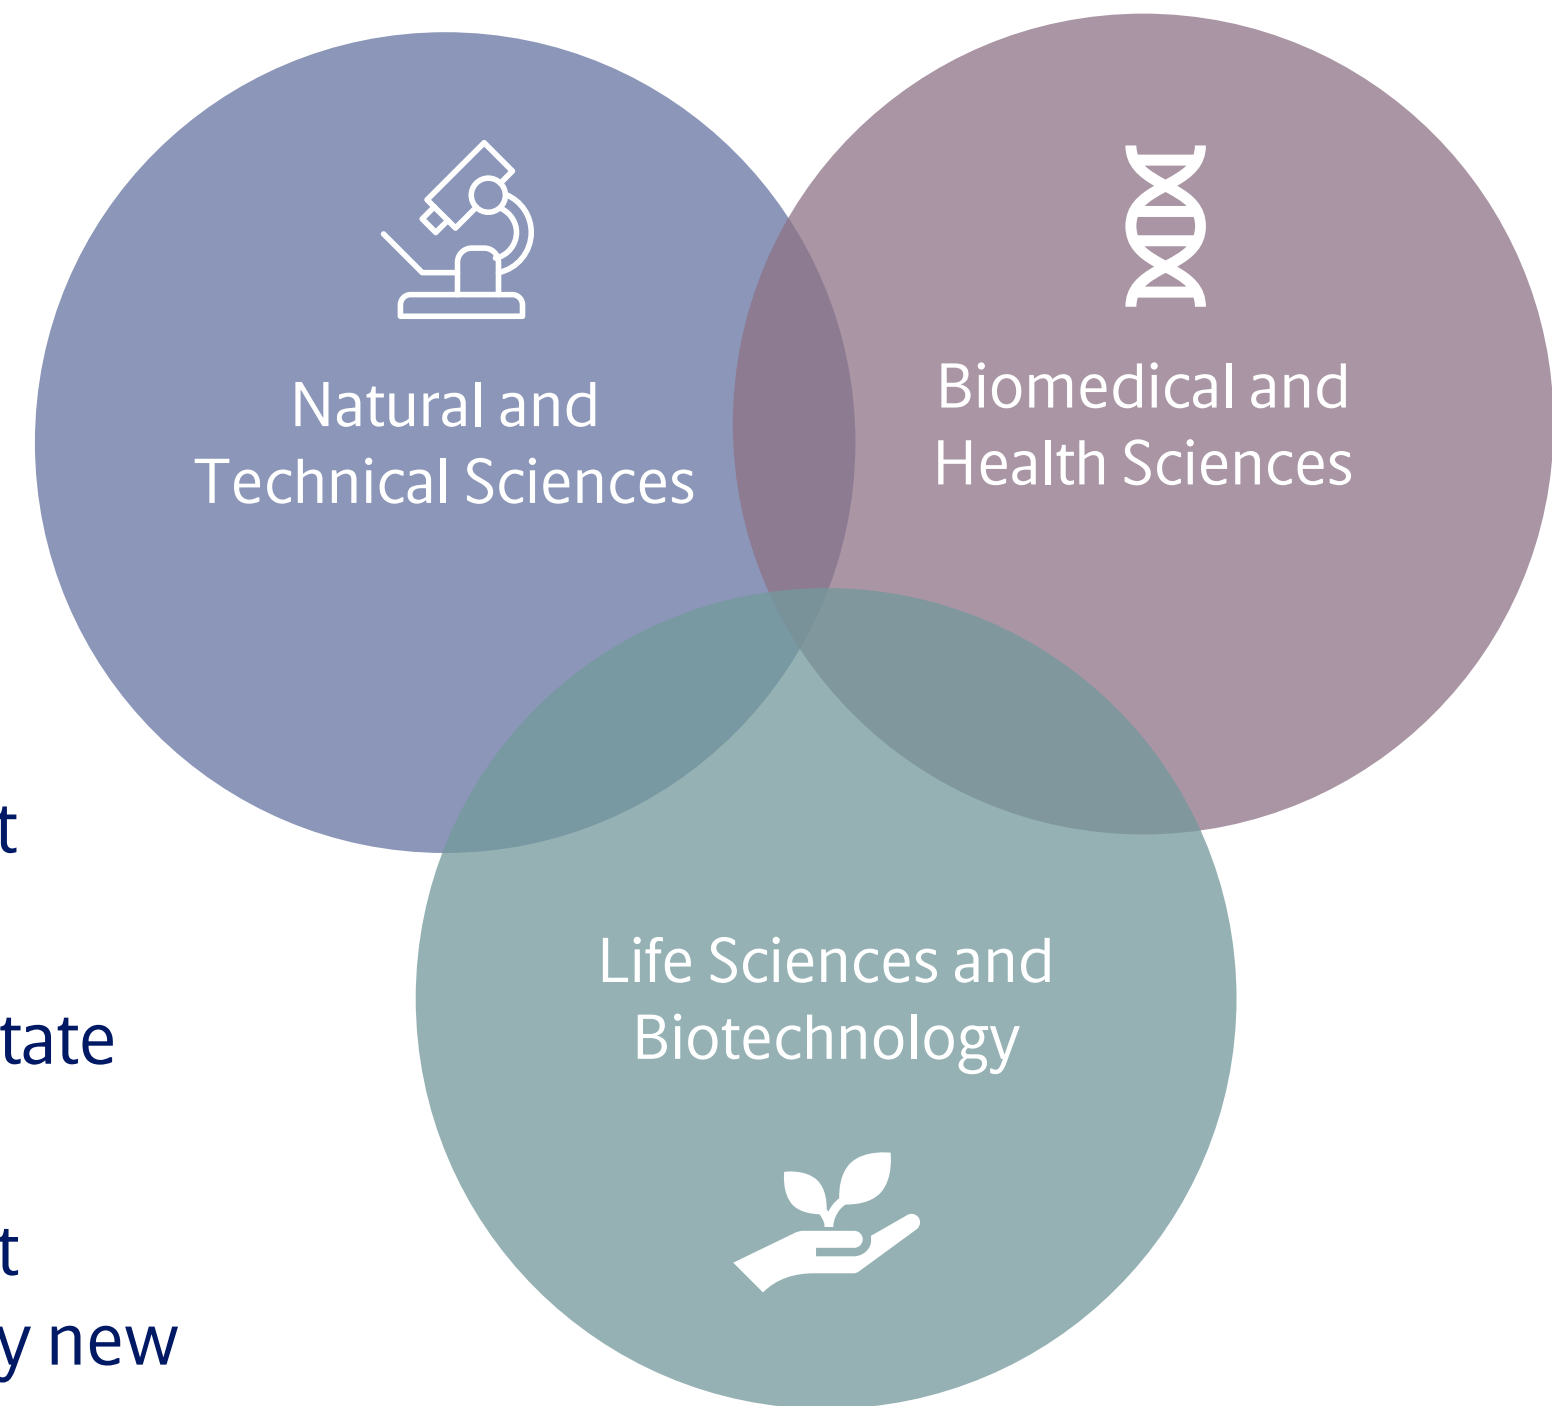 Natural and
Technical Sciences
Biomedical and
Health Sciences
Life Sciences and
Biotechnology
t
tate
t
y new